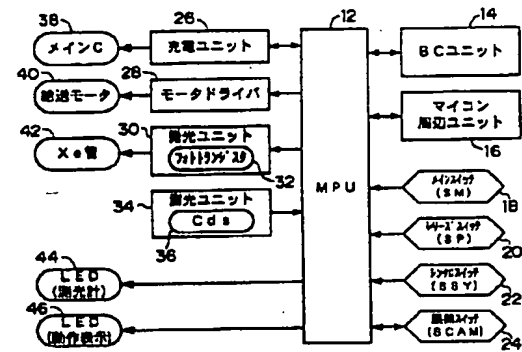 38
メインC
26
充電ユニット
12
MPU
14
BCユニット
40
給送モータ
28
モータドライバ
マイコン
周辺ユニット
16
42
Xe管
30
発光ユニット
フォトトランジスタ
32
34
測光ユニット
Cds
36
メインスイッチ
(SM)
18
レリーズスイッチ
(SP)
20
44
LED
(測光計)
シンクロスイッチ
(SSY)
22
46
LED
(動作表示)
スイッチ
(SCAM)
24